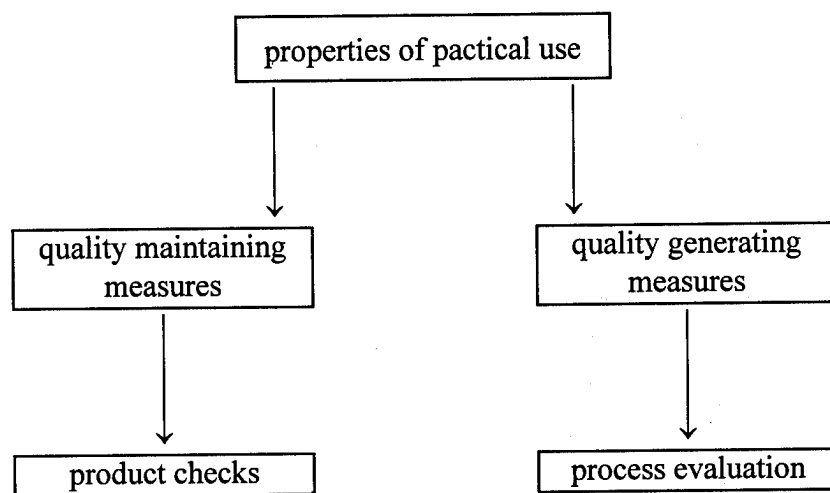 properties of pactical use
quality maintaining
measures
quality generating
measures
product checks
process evaluation